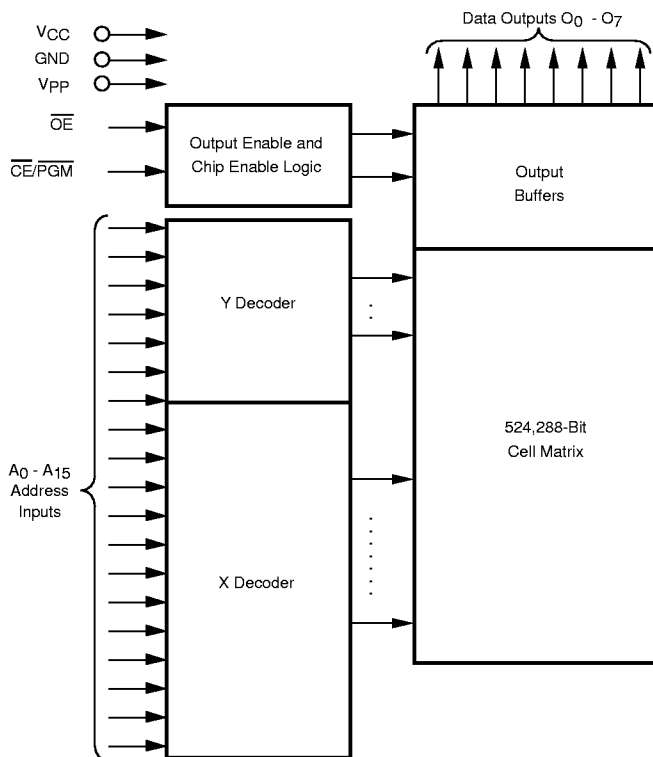 Data Outputs O0 - O7
VCC
GND
VPP
OE
CE/PGM
Output Enable and
Chip Enable Logic
Output
Buffers
Y Decoder
524,288-Bit
Cell Matrix
A0 - A15
Address
Inputs
X Decoder